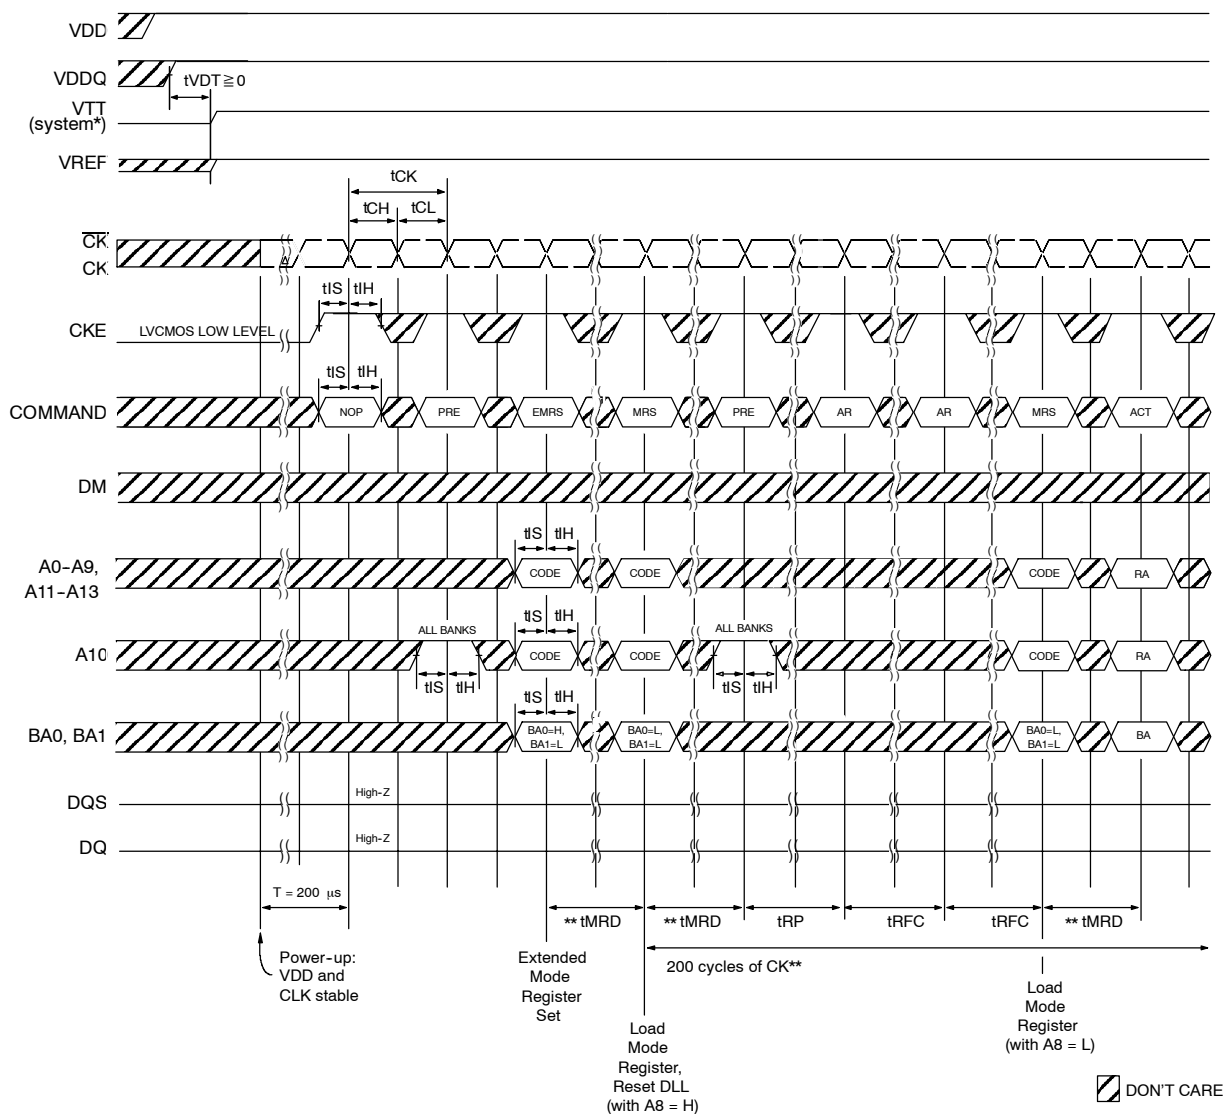 VDD
VDDQ
tVDT ≧ 0
VTT
(system*)
VREF
tCK
tCH
tCL
CK
CK
tIS
tIH
CKE
LVCMOS LOW LEVEL
tIS
tIH
COMMAND
NOP
PRE
EMRS
MRS
PRE
AR
AR
MRS
ACT
DM
tIS
tIH
A0-A9,
A11-A13
CODE
CODE
CODE
RA
ALL BANKS
tIS
tIH
ALL BANKS
A10
CODE
CODE
CODE
RA
tIS
tIH
tIS
tIH
tIS
tIH
BA0, BA1
BA0=H,
BA1=L
BA0=L,
BA1=L
BA0=L,
BA1=L
BA
DQS
High-Z
DQ
High-Z
T = 200 µs
** tMRD
** tMRD
tRP
tRFC
tRFC
** tMRD
Power-up:
VDD and
CLK stable
Extended
Mode
Register
Set
200 cycles of CK**
Load
Mode
Register,
Reset DLL
(with A8 = H)
Load
Mode
Register
(with A8 = L)
DON'T CARE